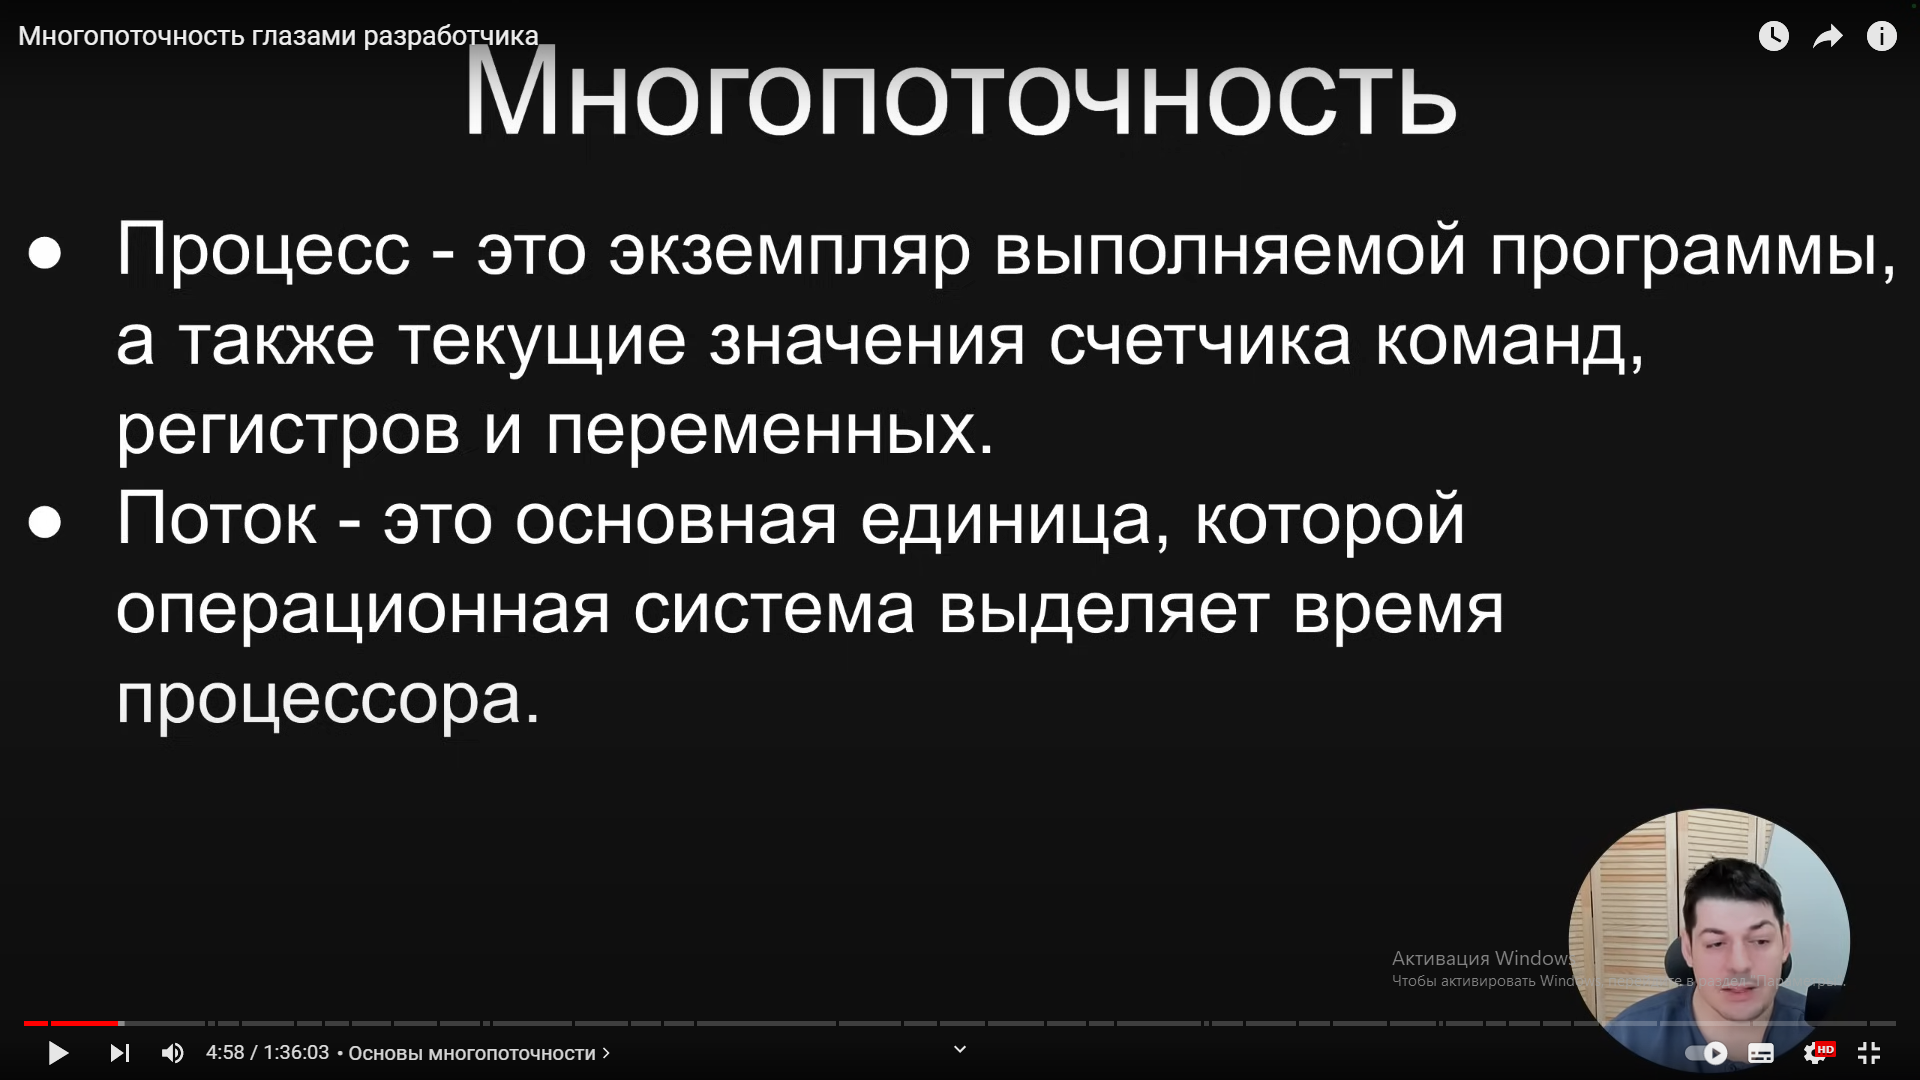 Многопоточность глазами разработчика
Многопоточность
● Процесс - это экземпляр выполняемой программы,
а также текущие значения счетчика команд,
регистров и переменных.
● Поток - это основная единица, которой
операционная система выделяет время
процессора.
Активация Windows
Чтобы активировать Windows, в раздел
4:58 / 1:36:03 • Основы многопоточности
HD